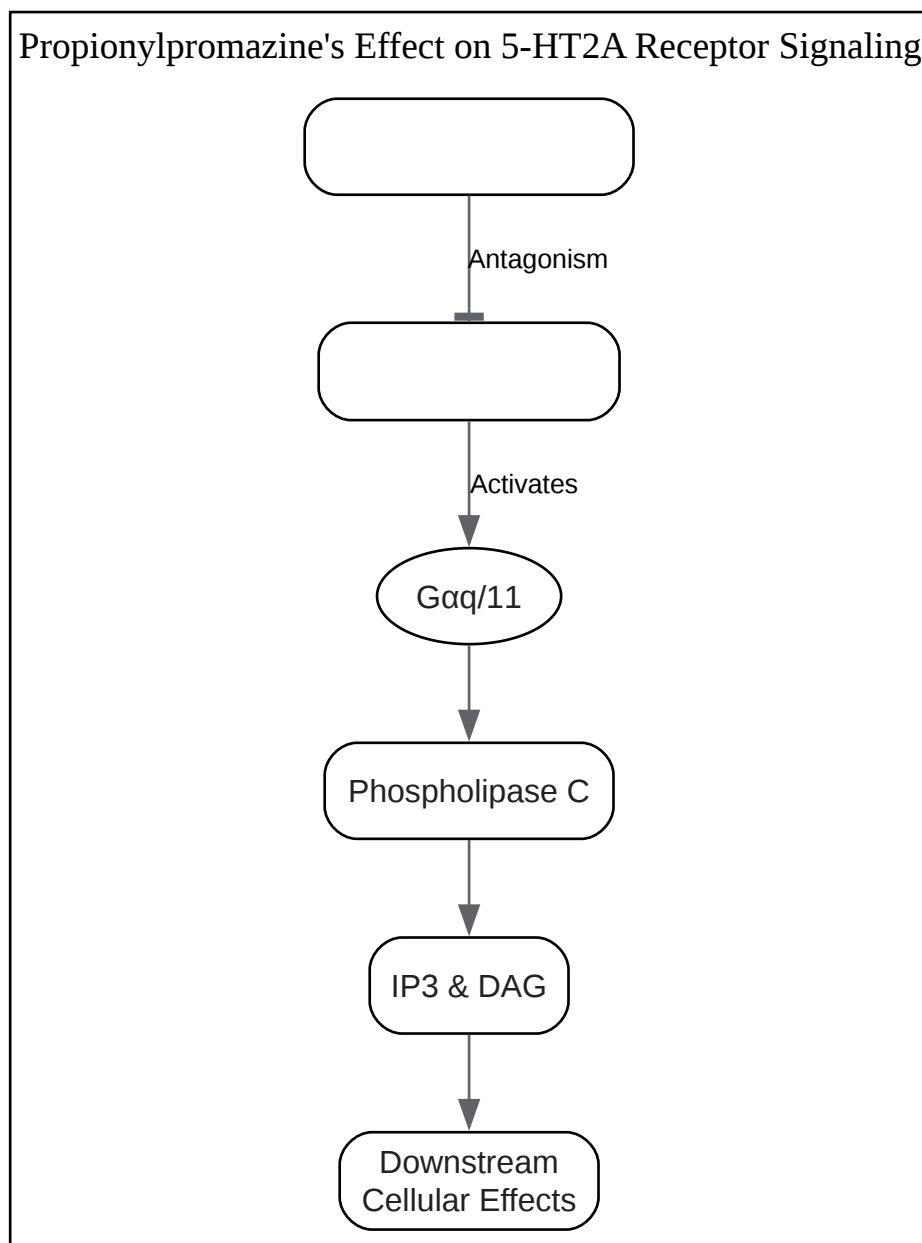 Propionylpromazine's Effect on 5-HT2A Receptor Signaling
Antagonism
Activates
Gαq/11
Phospholipase C
IP3 & DAG
Downstream
Cellular Effects